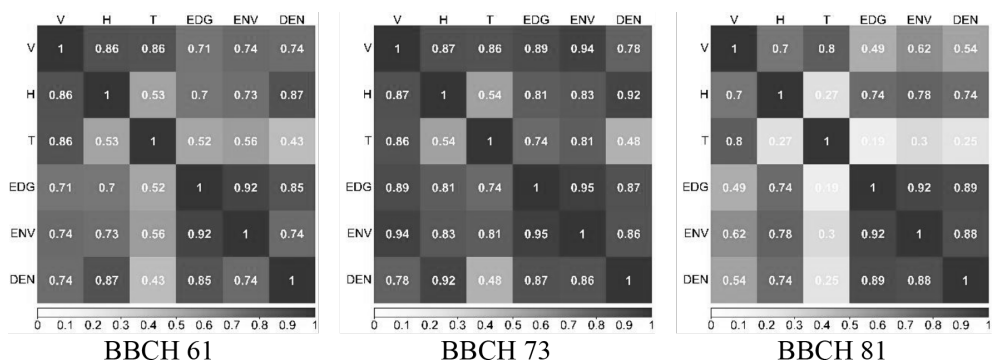 V H T EDG ENV DEN
V 1 0.86 0.86 0.71 0.74 0.74
H 0.86 1 0.53 0.7 0.73 0.87
T 0.86 0.53 1 0.52 0.56 0.43
EDG 0.71 0.7 0.52 1 0.92 0.85
ENV 0.74 0.73 0.56 0.92 1 0.74
DEN 0.74 0.87 0.43 0.85 0.74 1
0 0.1 0.2 0.3 0.4 0.5 0.6 0.7 0.8 0.9 1
BBCH 61
V H T EDG ENV DEN
V 1 0.87 0.86 0.89 0.94 0.78
H 0.87 1 0.54 0.81 0.83 0.92
T 0.86 0.54 1 0.74 0.81 0.48
EDG 0.89 0.81 0.74 1 0.95 0.87
ENV 0.94 0.83 0.81 0.95 1 0.86
DEN 0.78 0.92 0.48 0.87 0.86 1
0 0.1 0.2 0.3 0.4 0.5 0.6 0.7 0.8 0.9 1
BBCH 73
V H T EDG ENV DEN
V 1 0.7 0.8 0.49 0.62 0.54
H 0.7 1 0.27 0.74 0.78 0.74
T 0.8 0.27 1 0.19 0.3 0.25
EDG 0.49 0.74 0.19 1 0.92 0.89
ENV 0.62 0.78 0.3 0.92 1 0.88
DEN 0.54 0.74 0.25 0.89 0.88 1
0 0.1 0.2 0.3 0.4 0.5 0.6 0.7 0.8 0.9 1
BBCH 81